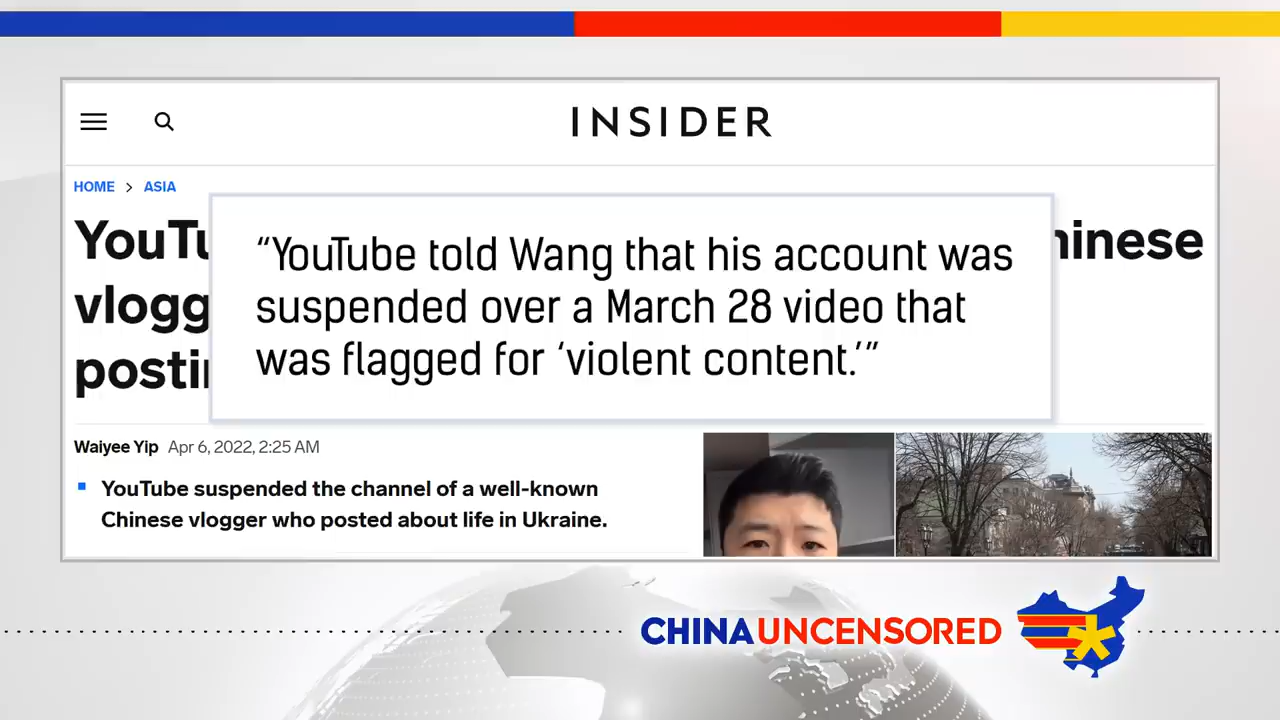 INSIDER
HOME > ASIA
YouTu
hinese
vlogg
posti
“YouTube told Wang that his account was
suspended over a March 28 video that
was flagged for ‘violent content.’”
Waiyee Yip Apr 6, 2022, 2:25 AM
YouTube suspended the channel of a well-known
Chinese vlogger who posted about life in Ukraine.
CHINAUNCENSORED